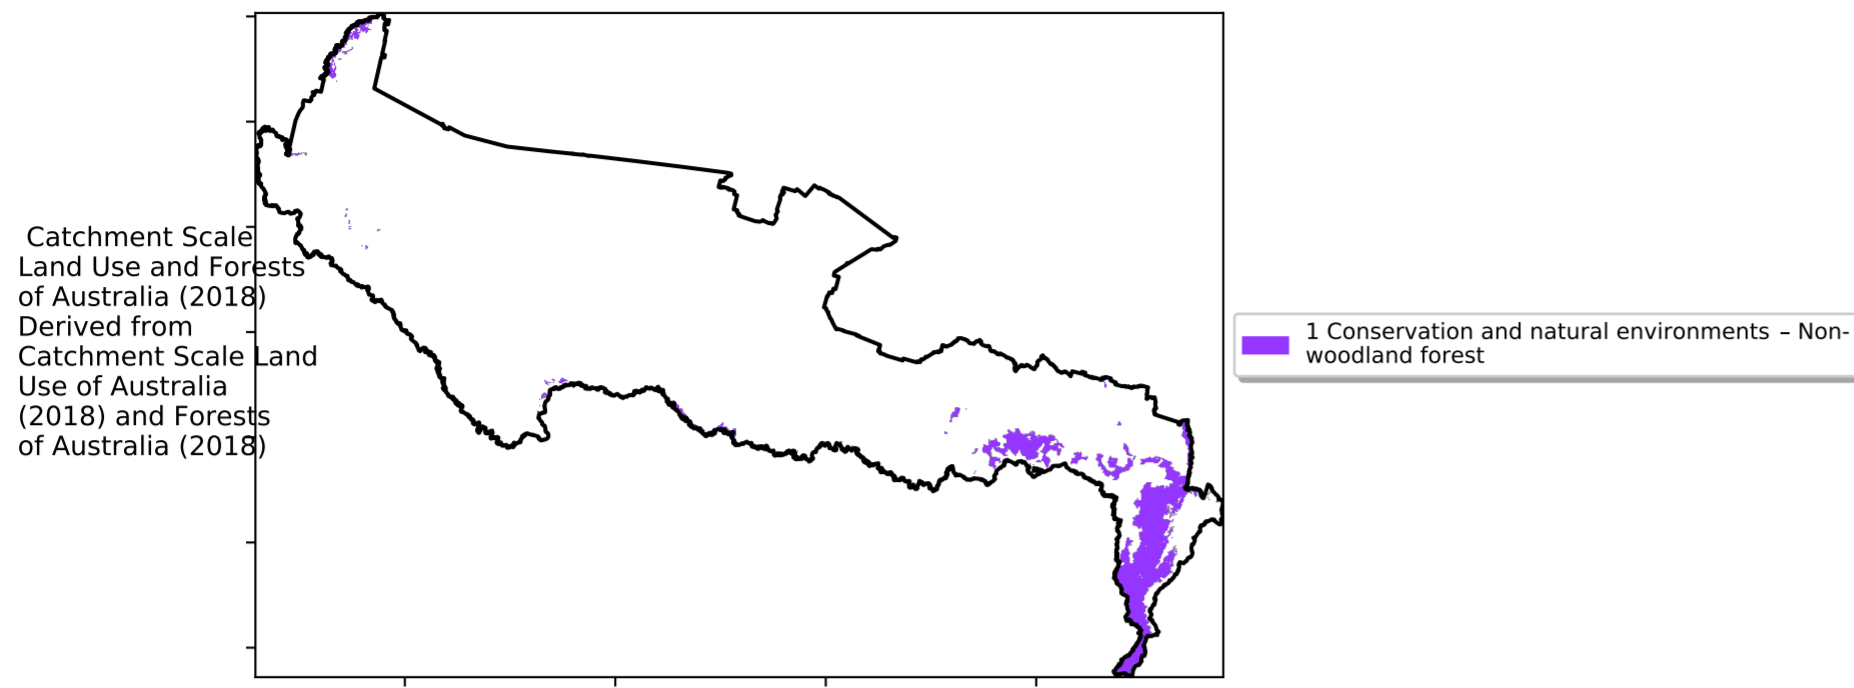 Catchment Scale
Land Use and Forests
of Australia (2018)
Derived from
Catchment Scale Land
Use of Australia
(2018) and Forests
of Australia (2018)
1 Conservation and natural environments – Non-
woodland forest